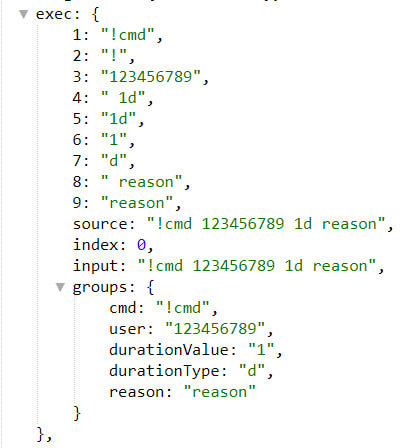 exec: {
1: "!cmd",
2: "!",
3: "123456789",
4: " 1d",
5: "1d",
6: "1",
7: "d",
8: " reason",
9: "reason",
source: "!cmd 123456789 1d reason",
index: 0,
input: "!cmd 123456789 1d reason",
groups: {
cmd: "!cmd",
user: "123456789",
durationValue: "1",
durationType: "d",
reason: "reason"
}
},